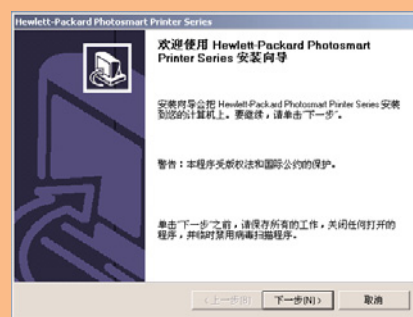 Hewlett-Packard Photosmart Printer Series
欢迎使用 Hewlett-Packard Photosmart
Printer Series 安装向导
安装向导会把 Hewlett-Packard Photosmart Printer Series 安装
到您的计算机上。要继续，请单击“下一步”。
警告：本程序受版权法和国际公约的保护。
单击“下一步”之前，请保存所有的工作，关闭任何打开的
程序，并临时禁用病毒扫描程序。
<上一步(B)
下一步(N)>
取消